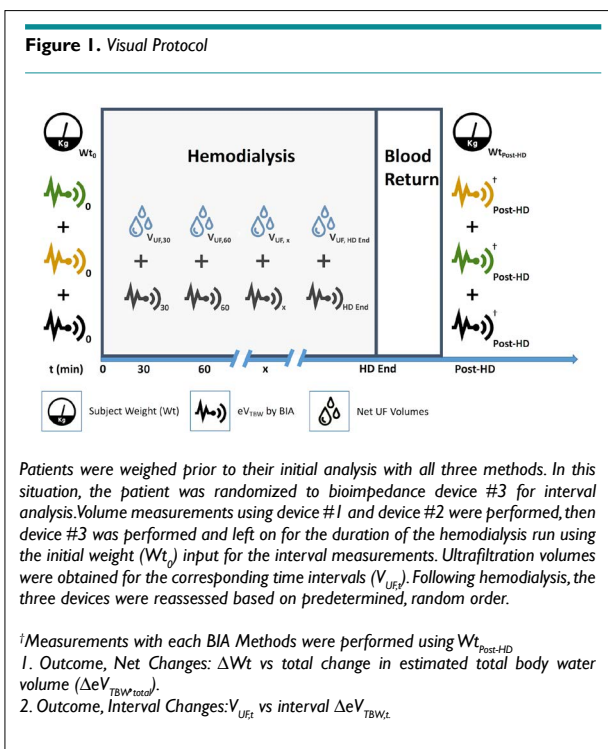 Figure 1. Visual Protocol
Kg
Wt0
Hemodialysis
Blood
Return
Kg
WtPost-HD
0
VUF,30
VUF,60
VUF, x
VUF, HD End
†
Post-HD
+
+
+
+
+
+
0
30
60
x
HD End
†
Post-HD
+
+
0
†
Post-HD
t (min)
0
30
60
x
HD End
Post-HD
Kg
Subject Weight (Wt)
eVTBW by BIA
Net UF Volumes
Patients were weighed prior to their initial analysis with all three methods. In this
situation, the patient was randomized to bioimpedance device #3 for interval
analysis.Volume measurements using device #1 and device #2 were performed, then
device #3 was performed and left on for the duration of the hemodialysis run using
the initial weight (Wt0) input for the interval measurements. Ultrafiltration volumes
were obtained for the corresponding time intervals (VUF,t). Following hemodialysis, the
three devices were reassessed based on predetermined, random order.
†Measurements with each BIA Methods were performed using WtPost-HD
1. Outcome, Net Changes: ΔWt vs total change in estimated total body water
volume (ΔeVTBW,total).
2. Outcome, Interval Changes:VUF,t vs interval ΔeVTBW,t.